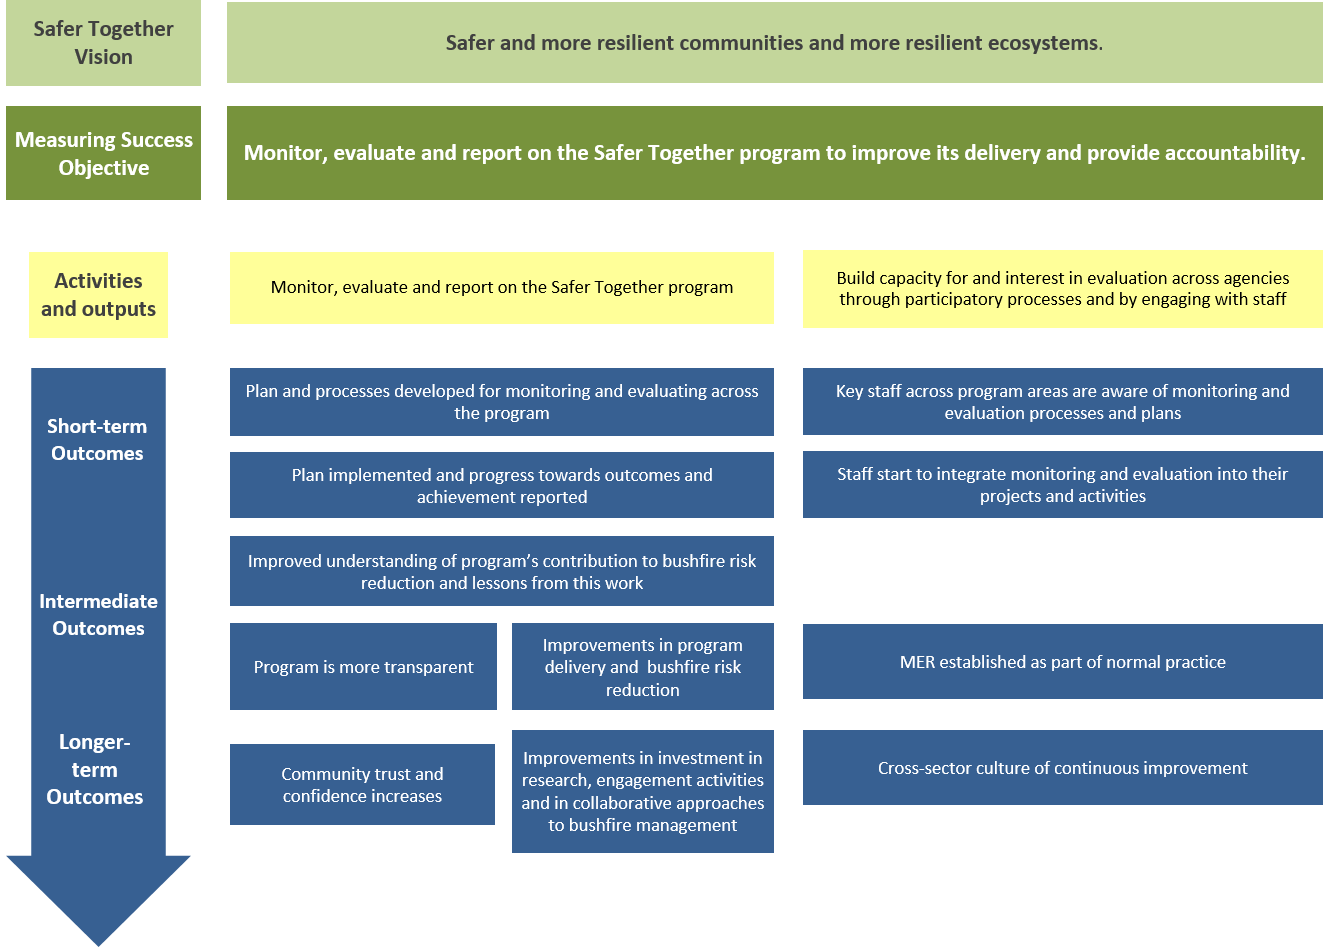 Safer Together
Vision
Safer and more resilient communities and more resilient ecosystems.
Measuring Success
Objective
Monitor, evaluate and report on the Safer Together program to improve its delivery and provide accountability.
Activities
and outputs
Monitor, evaluate and report on the Safer Together program
Build capacity for and interest in evaluation across agencies
through participatory processes and by engaging with staff
Short-term
Outcomes
Plan and processes developed for monitoring and evaluating across
the program
Key staff across program areas are aware of monitoring and
evaluation processes and plans
Plan implemented and progress towards outcomes and
achievement reported
Staff start to integrate monitoring and evaluation into their
projects and activities
Intermediate
Outcomes
Improved understanding of program's contribution to bushfire risk
reduction and lessons from this work
Program is more transparent
Improvements in program
delivery and  bushfire risk
reduction
MER established as part of normal practice
Longer-
term
Outcomes
Community trust and
confidence increases
Improvements in investment in
research, engagement activities
and in collaborative approaches
to bushfire management
Cross-sector culture of continuous improvement